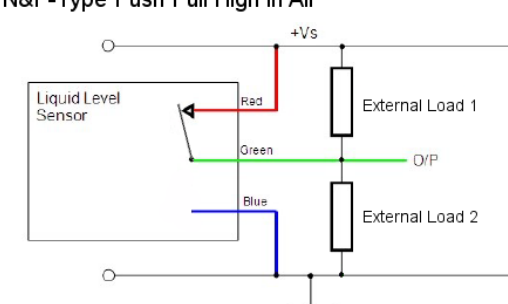 N&P-Type Push Pull High in Air
+Vs
Liquid Level
Sensor
Red
External Load 1
Green
O/P
Blue
External Load 2